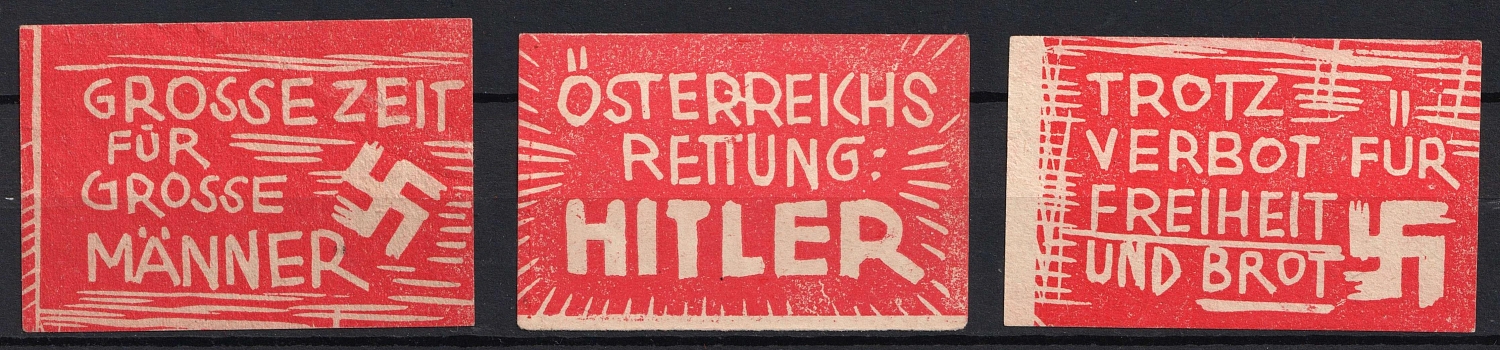 GROSSE ZEIT
FÜR
GROSSE
MÄNNER
ÖSTERREICHS
RETTUNG:
HITLER
TROTZ
VERBOT FÜR
FREIHEIT
UND BROT